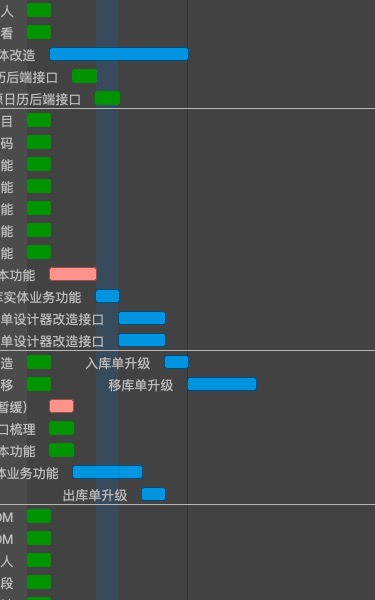 人
看
体改造
历后端接口
日历后端接口
目
码
能
能
能
能
能
本功能
实体业务功能
单设计器改造接口
单设计器改造接口
造 入库单升级
移 移库单升级
暂缓）
口梳理
本功能
体业务功能
出库单升级
OM
OM
人
段